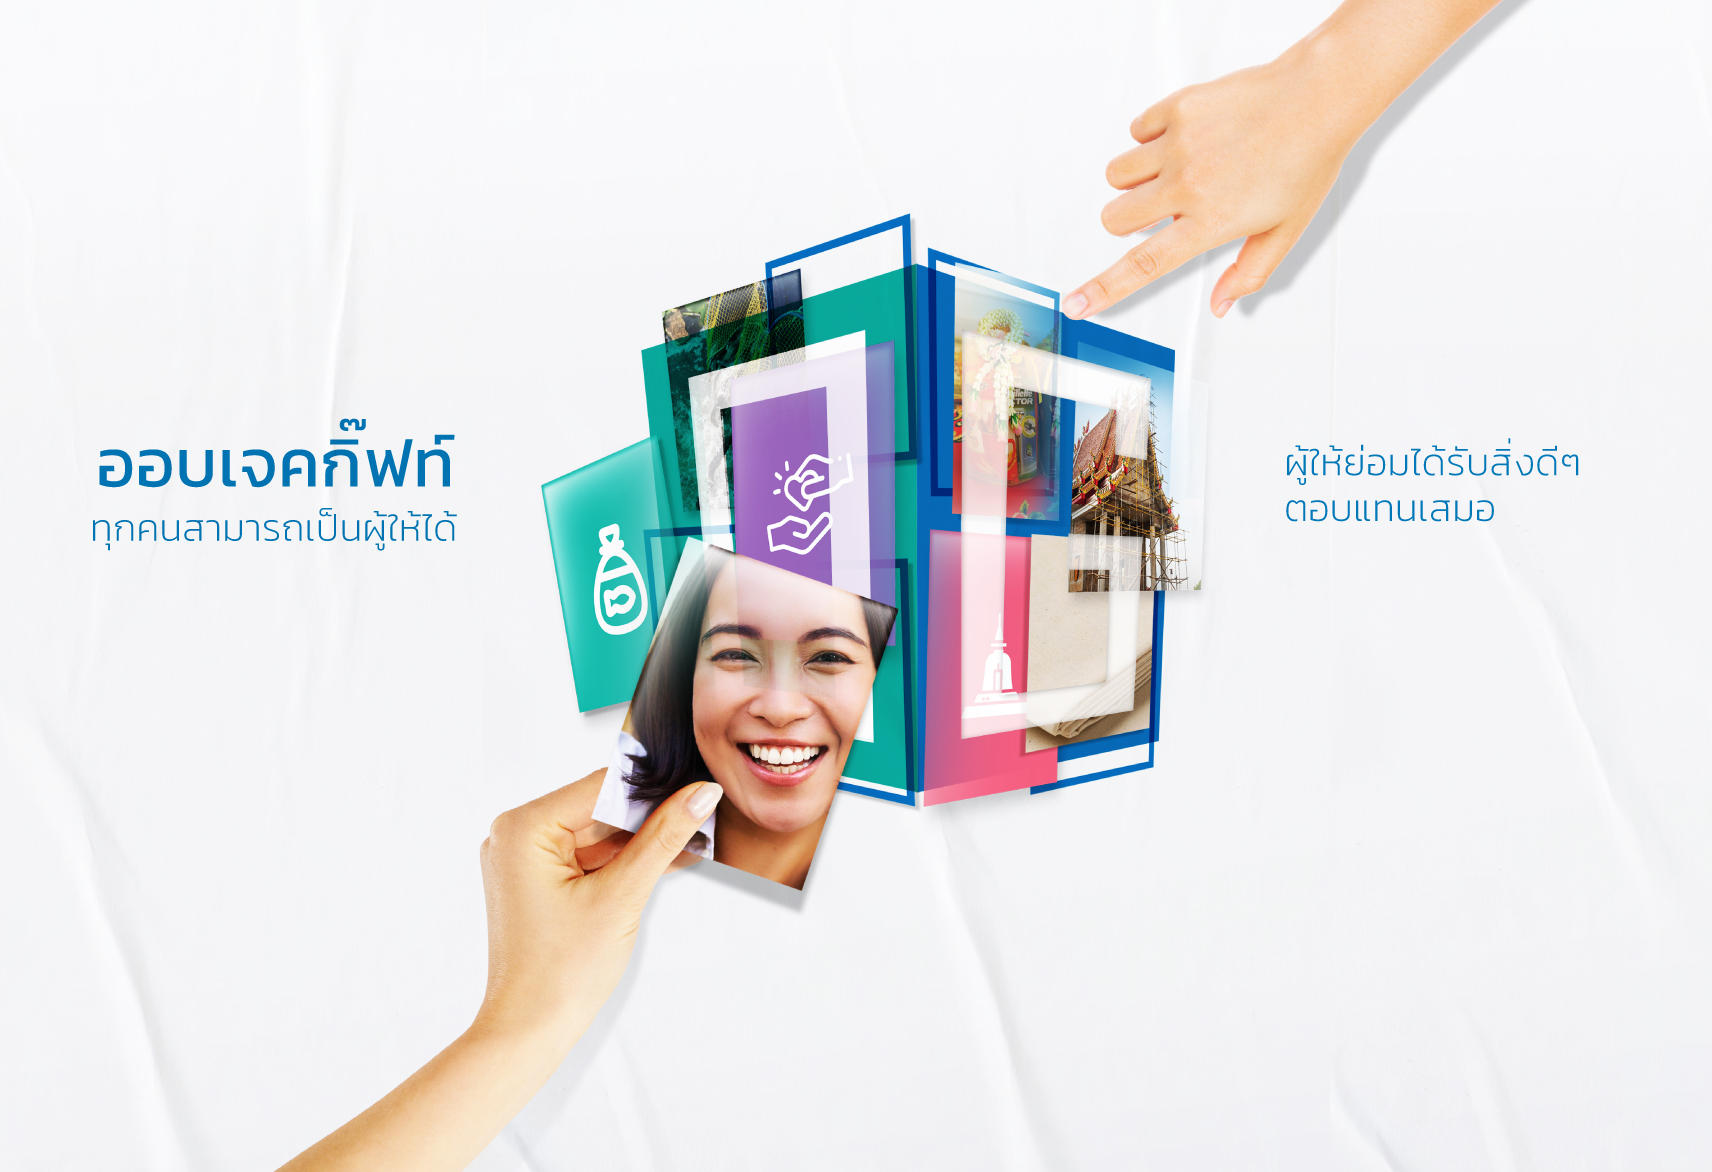 ออบเจคกิ๊ฟท์
ทุกคนสามารถเป็นผู้ให้ได้
ผู้ให้ย่อมได้รับสิ่งดีๆ
ตอบแทนเสมอ